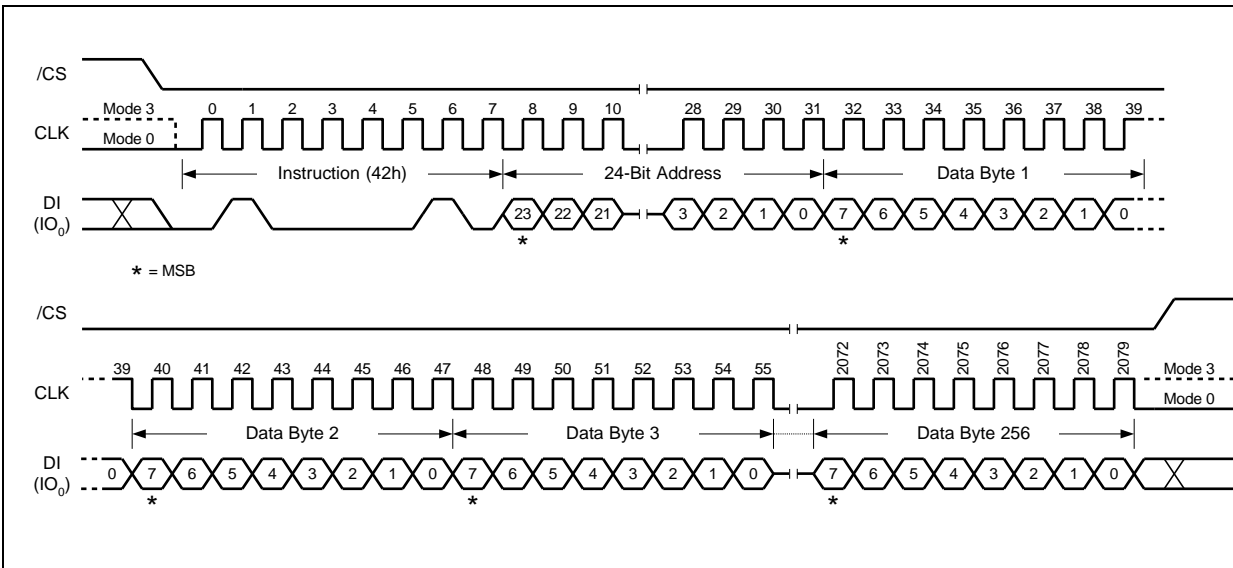 /CS
Mode 3 0 1 2 3 4 5 6 7 8 9 10 28 29 30 31 32 33 34 35 36 37 38 39
CLK
Mode 0
Instruction (42h) 24-Bit Address Data Byte 1
DI
(IO0)
23 22 21 3 2 1 0 7 6 5 4 3 2 1 0
* *
* = MSB
/CS
39 40 41 42 43 44 45 46 47 48 49 50 51 52 53 54 55 2072 2073 2074 2075 2076 2077 2078 2079 Mode 3
CLK
Mode 0
Data Byte 2 Data Byte 3 Data Byte 256
DI
(IO0)
0 7 6 5 4 3 2 1 0 7 6 5 4 3 2 1 0 7 6 5 4 3 2 1 0
* * *